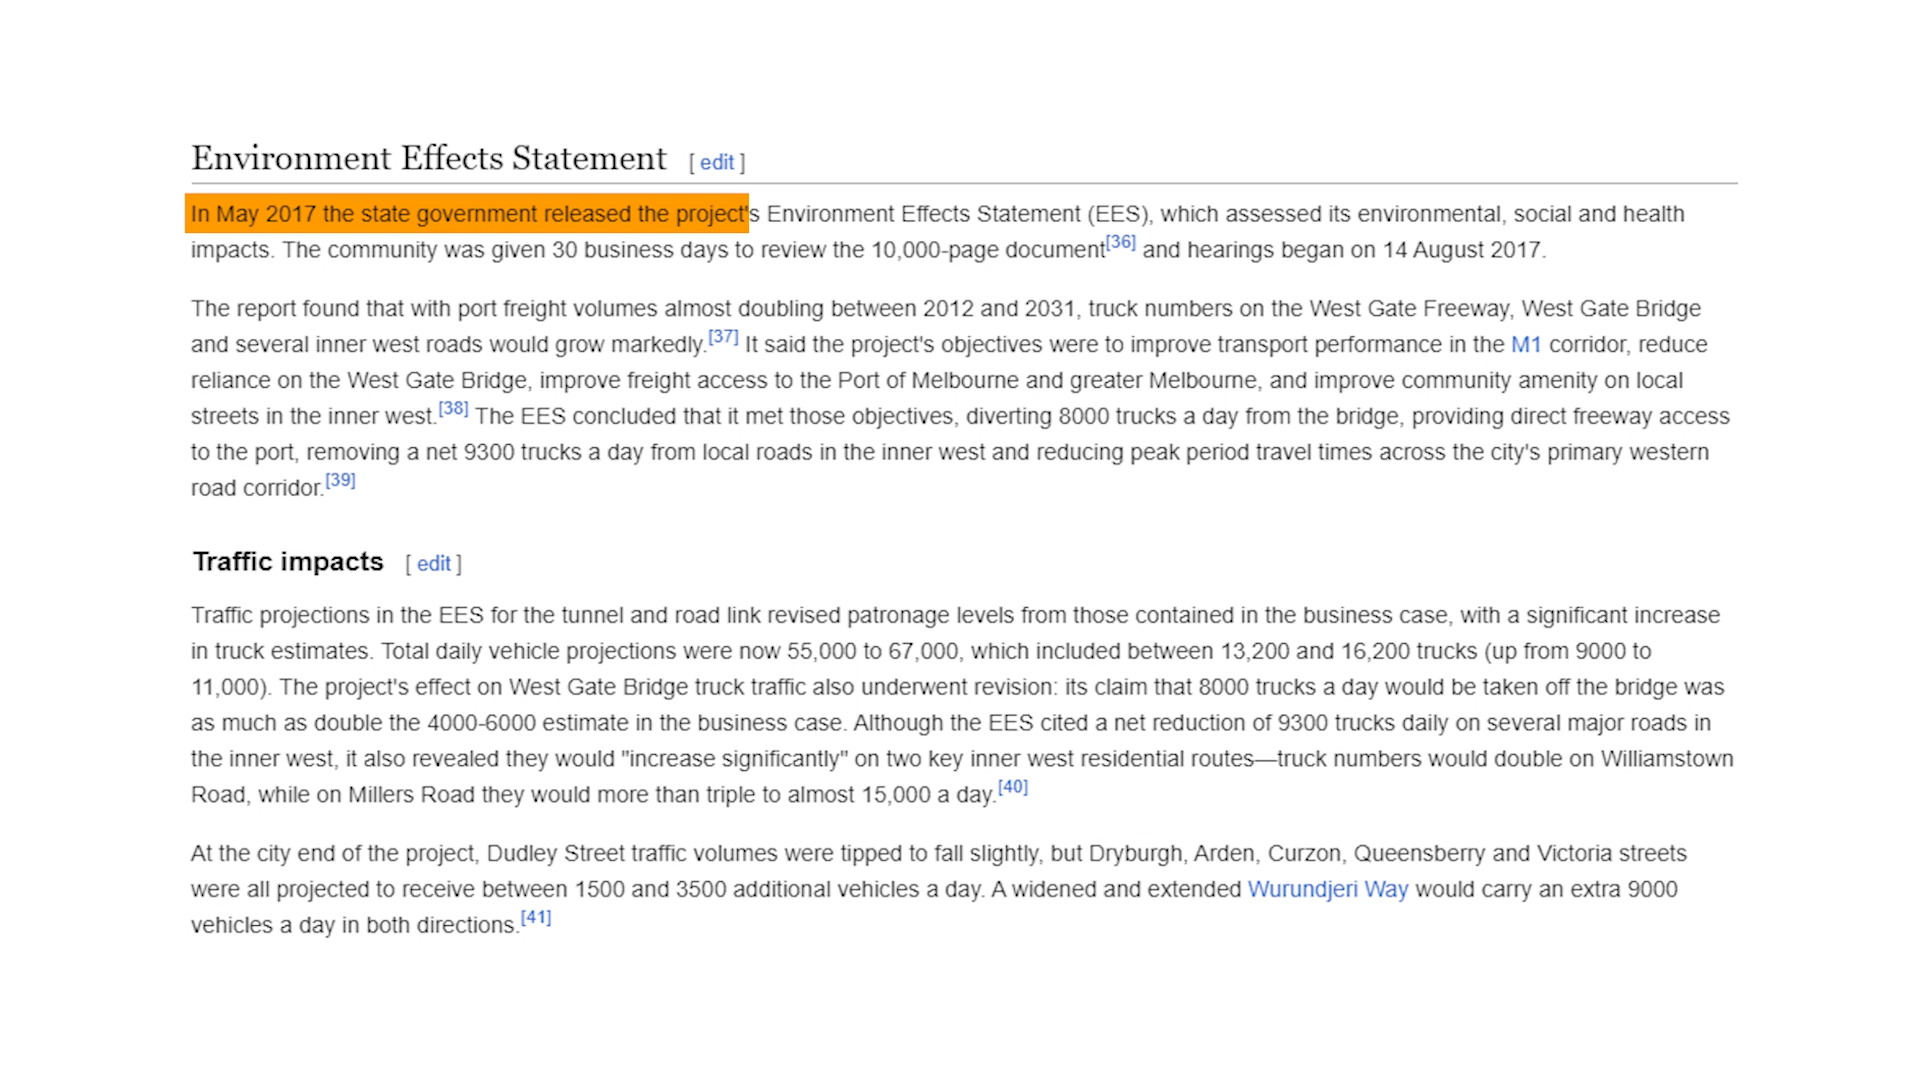 Environment Effects Statement [ edit ]
In May 2017 the state government released the project's Environment Effects Statement (EES), which assessed its environmental, social and health
impacts. The community was given 30 business days to review the 10,000-page document[36] and hearings began on 14 August 2017.
The report found that with port freight volumes almost doubling between 2012 and 2031, truck numbers on the West Gate Freeway, West Gate Bridge
and several inner west roads would grow markedly.[37] It said the project's objectives were to improve transport performance in the M1 corridor, reduce
reliance on the West Gate Bridge, improve freight access to the Port of Melbourne and greater Melbourne, and improve community amenity on local
streets in the inner west.[38] The EES concluded that it met those objectives, diverting 8000 trucks a day from the bridge, providing direct freeway access
to the port, removing a net 9300 trucks a day from local roads in the inner west and reducing peak period travel times across the city's primary western
road corridor.[39]
Traffic impacts [ edit ]
Traffic projections in the EES for the tunnel and road link revised patronage levels from those contained in the business case, with a significant increase
in truck estimates. Total daily vehicle projections were now 55,000 to 67,000, which included between 13,200 and 16,200 trucks (up from 9000 to
11,000). The project's effect on West Gate Bridge truck traffic also underwent revision: its claim that 8000 trucks a day would be taken off the bridge was
as much as double the 4000-6000 estimate in the business case. Although the EES cited a net reduction of 9300 trucks daily on several major roads in
the inner west, it also revealed they would "increase significantly" on two key inner west residential routes—truck numbers would double on Williamstown
Road, while on Millers Road they would more than triple to almost 15,000 a day.[40]
At the city end of the project, Dudley Street traffic volumes were tipped to fall slightly, but Dryburgh, Arden, Curzon, Queensberry and Victoria streets
were all projected to receive between 1500 and 3500 additional vehicles a day. A widened and extended Wurundjeri Way would carry an extra 9000
vehicles a day in both directions.[41]